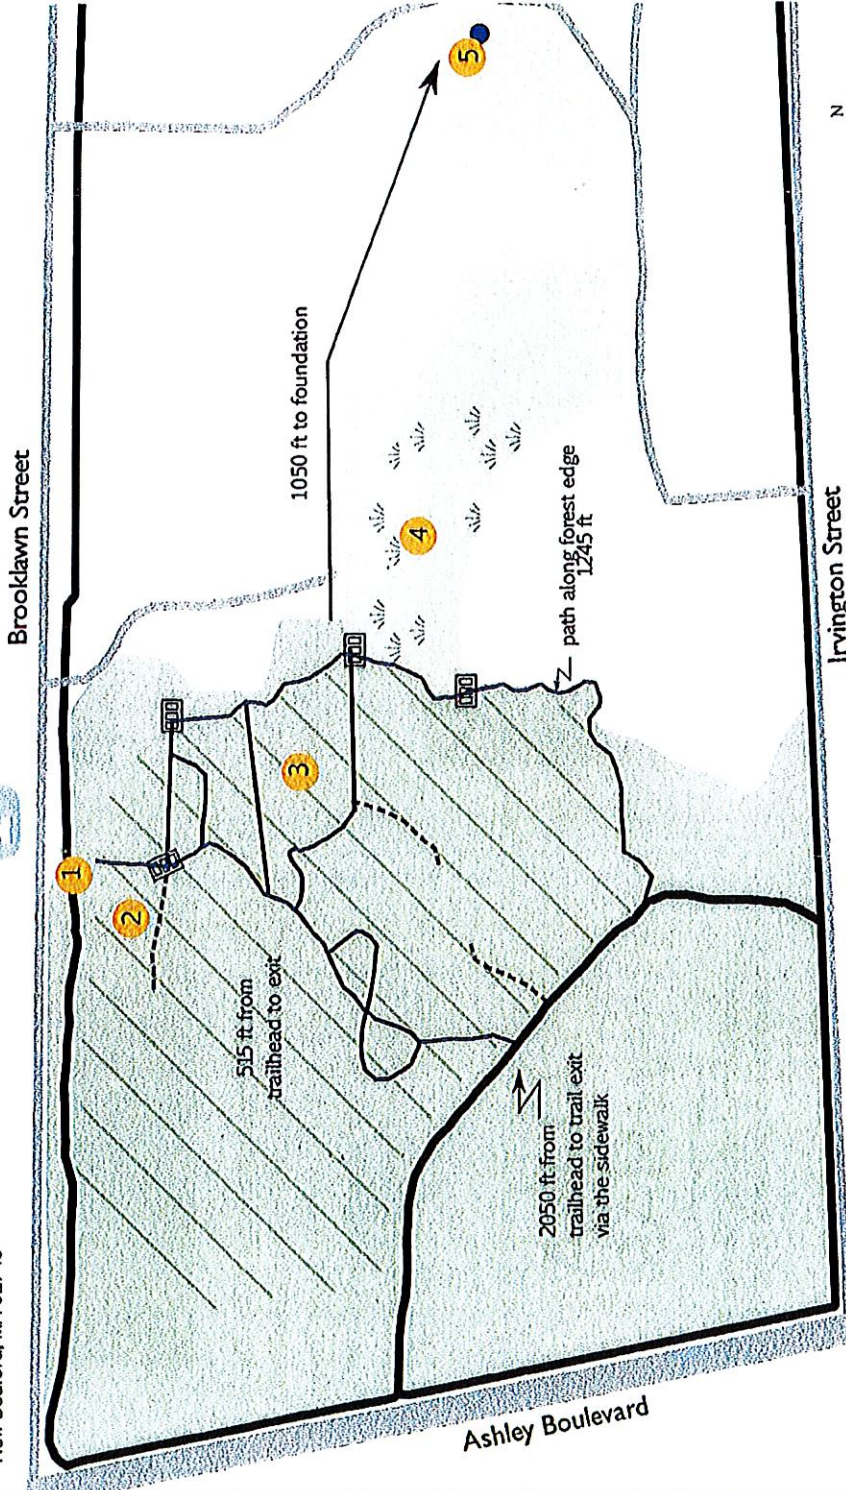 Brooklawn Street
1
2
515 ft from
trailhead to exit
3
1050 ft to foundation
5
4
path along forest edge
1245 ft
2050 ft from
trailhead to trail exit
via the sidewalk
Ashley Boulevard
Irvington Street
N